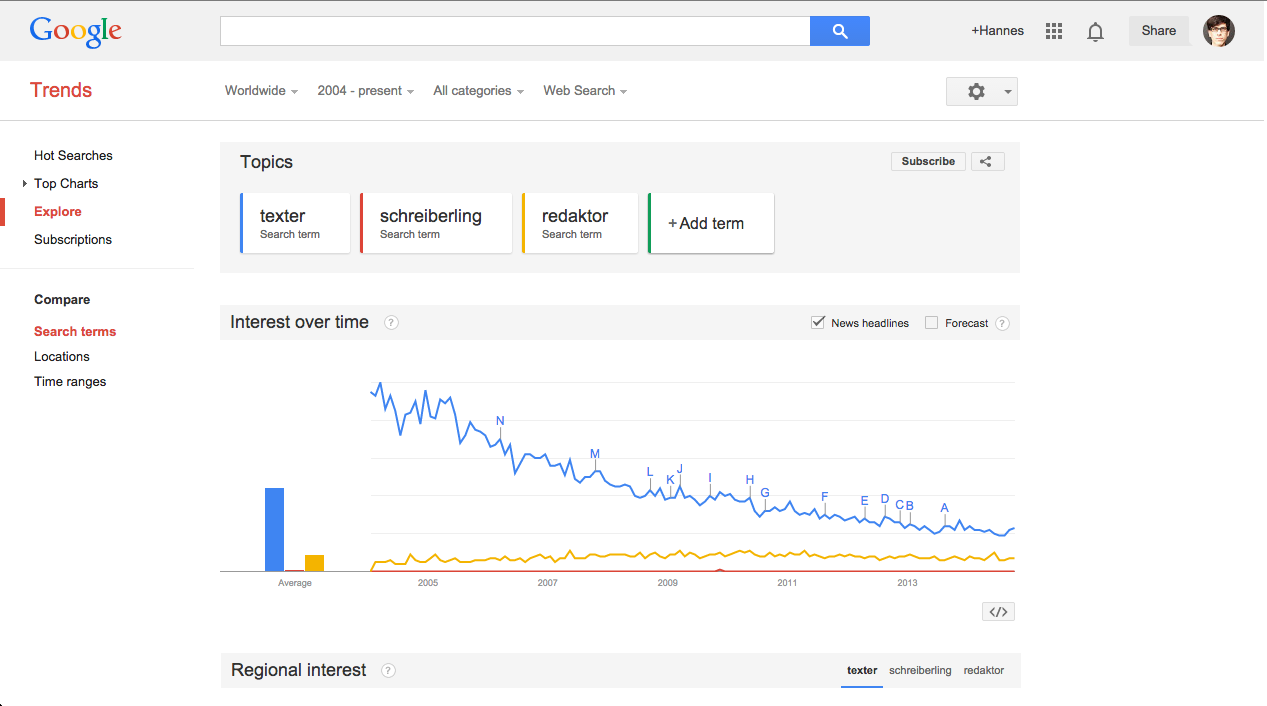 Google
+Hannes
Share
Trends
Worldwide
2004 - present
All categories
Web Search
Hot Searches
Top Charts
Explore
Subscriptions
Compare
Search terms
Locations
Time ranges
Topics
Subscribe
texter
Search term
schreiberling
Search term
redaktor
Search term
+Add term
Interest over time ?
News headlines
Forecast ?
N
M
L
K
J
I
H
G
F
E
D
C
B
A
Average
2005
2007
2009
2011
2013
</>
Regional interest ?
texter
schreiberling
redaktor